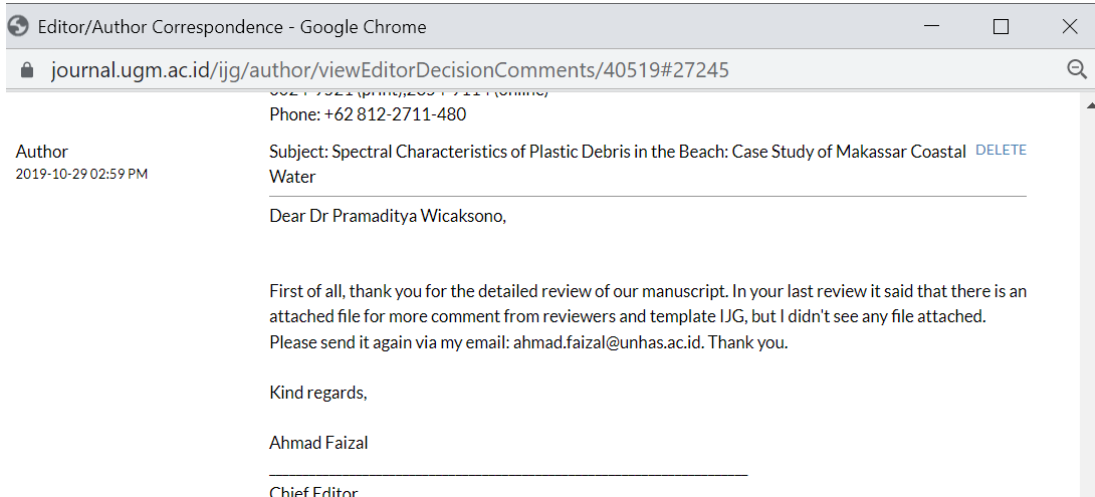 Editor/Author Correspondence - Google Chrome
journal.ugm.ac.id/ijg/author/viewEditorDecisionComments/40519#27245
Phone: +62 812-2711-480
Author
2019-10-29 02:59 PM
Subject: Spectral Characteristics of Plastic Debris in the Beach: Case Study of Makassar Coastal DELETE
Water
Dear Dr Pramaditya Wicaksono,
First of all, thank you for the detailed review of our manuscript. In your last review it said that there is an
attached file for more comment from reviewers and template IJG, but I didn't see any file attached.
Please send it again via my email: ahmad.faizal@unhas.ac.id. Thank you.
Kind regards,
Ahmad Faizal
Chief Editor